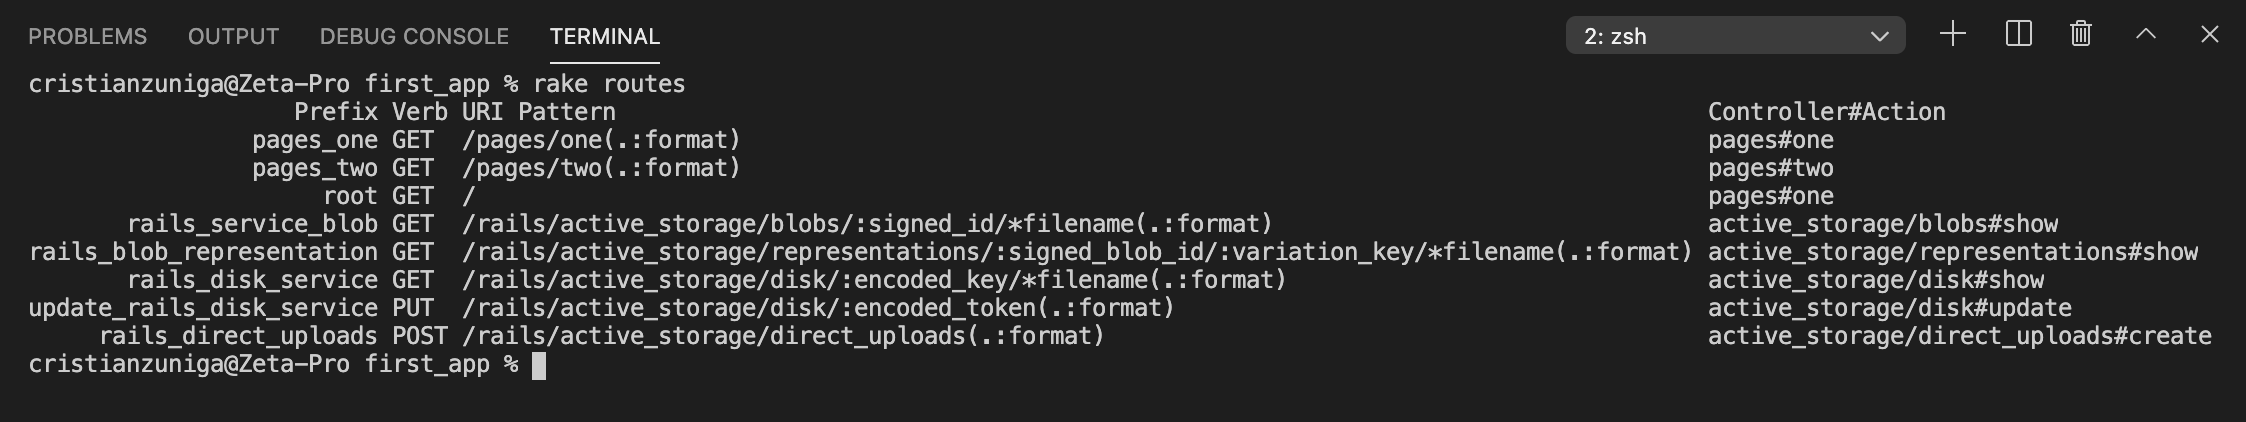 PROBLEMS OUTPUT DEBUG CONSOLE TERMINAL 2: zsh
cristianzuniga@Zeta-Pro first_app % rake routes
Prefix Verb URI Pattern Controller#Action
pages_one GET /pages/one(.:format) pages#one
pages_two GET /pages/two(.:format) pages#two
root GET / pages#one
rails_service_blob GET /rails/active_storage/blobs/:signed_id/*filename(.:format) active_storage/blobs#show
rails_blob_representation GET /rails/active_storage/representations/:signed_blob_id/:variation_key/*filename(.:format) active_storage/representations#show
rails_disk_service GET /rails/active_storage/disk/:encoded_key/*filename(.:format) active_storage/disk#show
update_rails_disk_service PUT /rails/active_storage/disk/:encoded_token(.:format) active_storage/disk#update
rails_direct_uploads POST /rails/active_storage/direct_uploads(.:format) active_storage/direct_uploads#create
cristianzuniga@Zeta-Pro first_app %